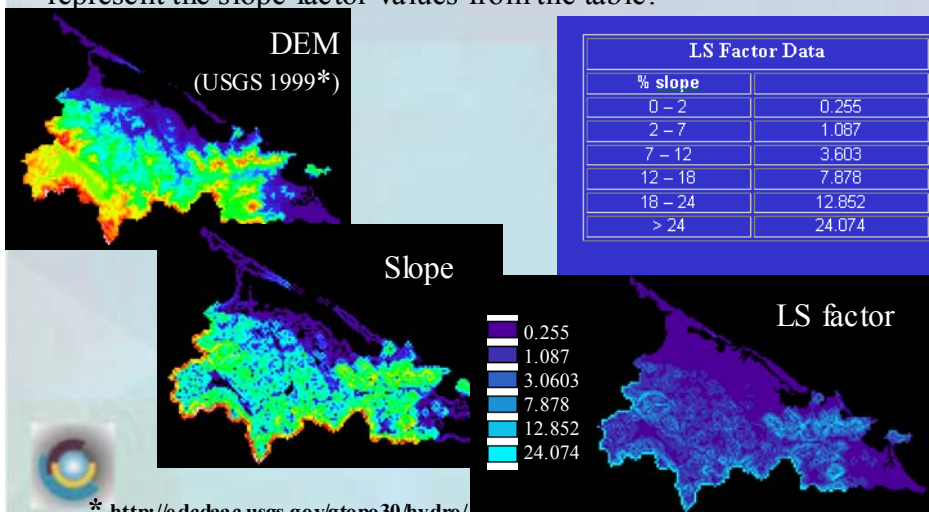 represent the slope factor values from the table.
DEM
(USGS 1999*)
LS Factor Data
% slope
0 – 2 0.255
2 – 7 1.087
7 – 12 3.603
12 – 18 7.878
18 – 24 12.852
> 24 24.074
Slope
LS factor
0.255
1.087
3.0603
7.878
12.852
24.074
* http://edcdaac.usgs.gov/gtopo30/hydro/